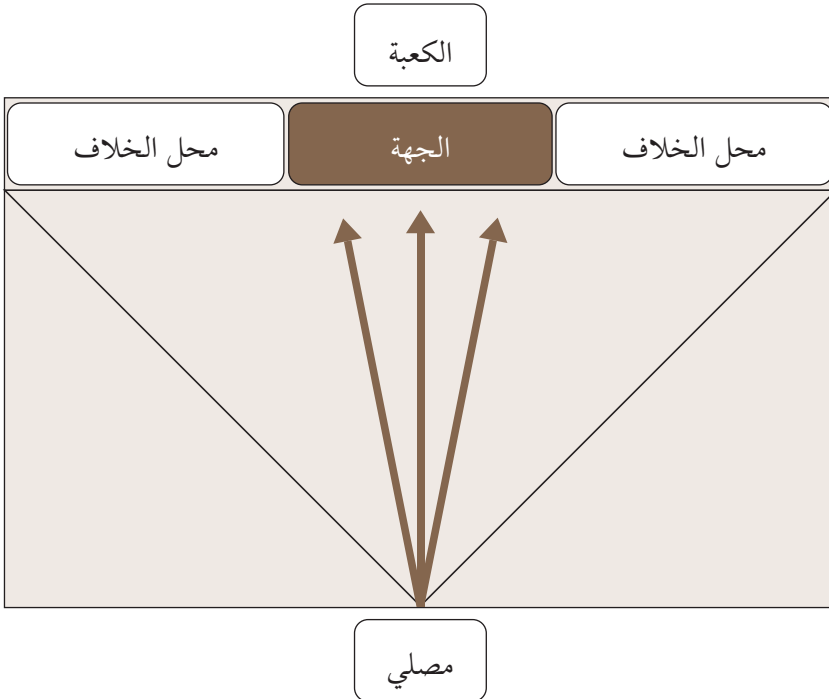 الكعبة
محل الخلاف
الجهة
محل الخلاف
مصلي